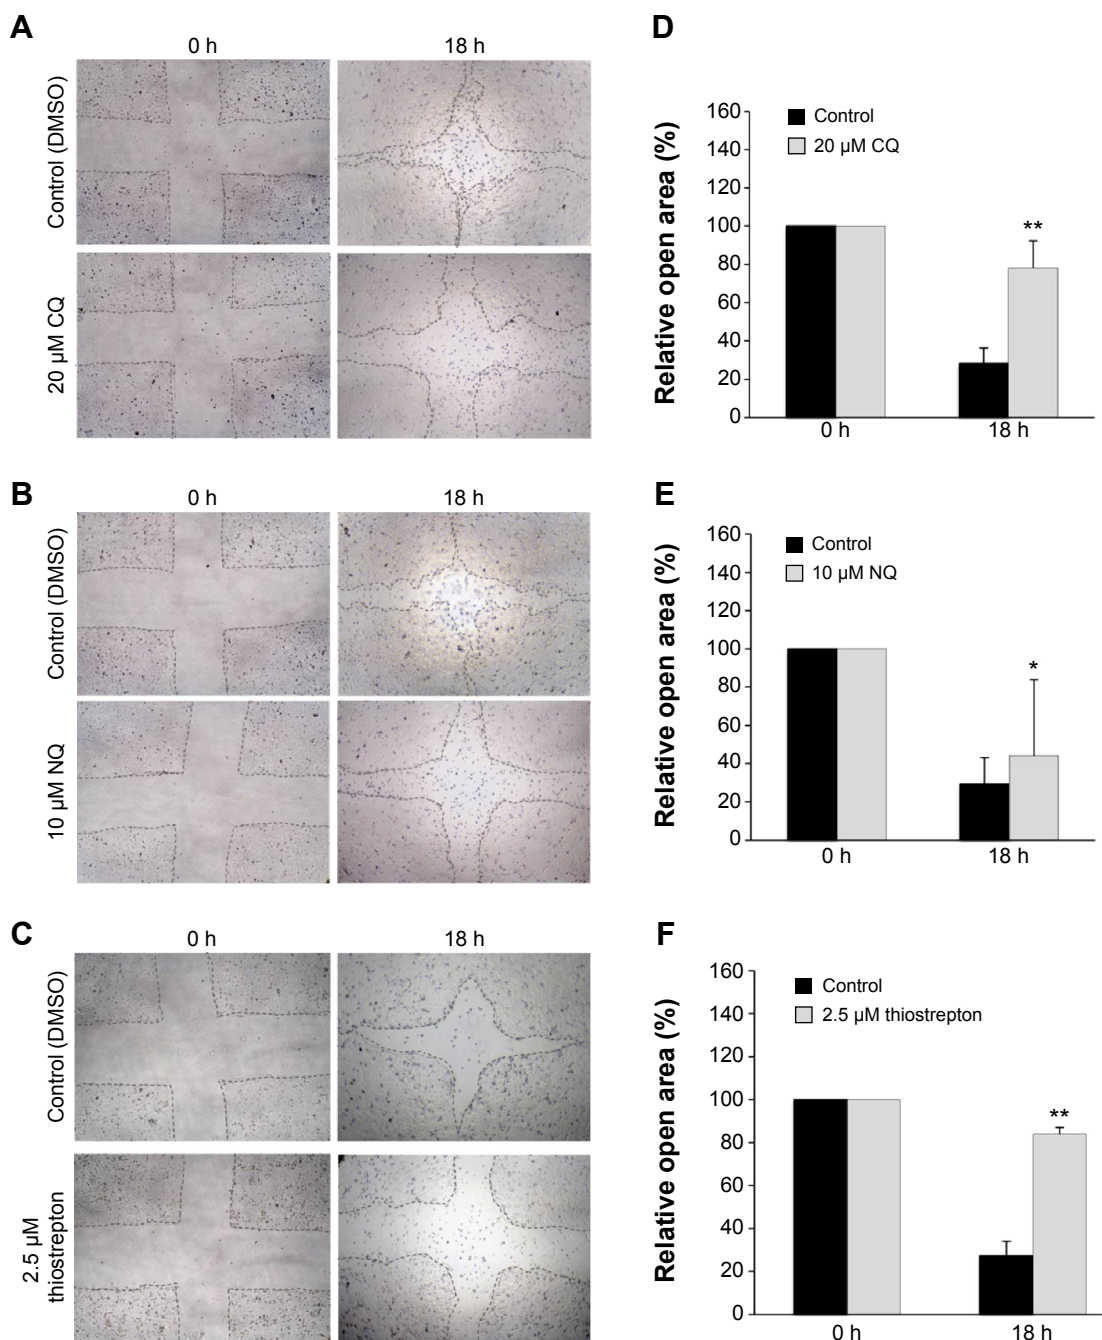 A
0 h
18 h
Control (DMSO)
20 µM CQ
B
0 h
18 h
Control (DMSO)
10 µM NQ
C
0 h
18 h
Control (DMSO)
2.5 µM
thiostrepton
D
Relative open area (%)
160
140
120
100
80
60
40
20
0
Control
20 µM CQ
**
0 h
18 h
E
Relative open area (%)
160
140
120
100
80
60
40
20
0
Control
10 µM NQ
*
0 h
18 h
F
Relative open area (%)
160
140
120
100
80
60
40
20
0
Control
2.5 µM thiostrepton
**
0 h
18 h